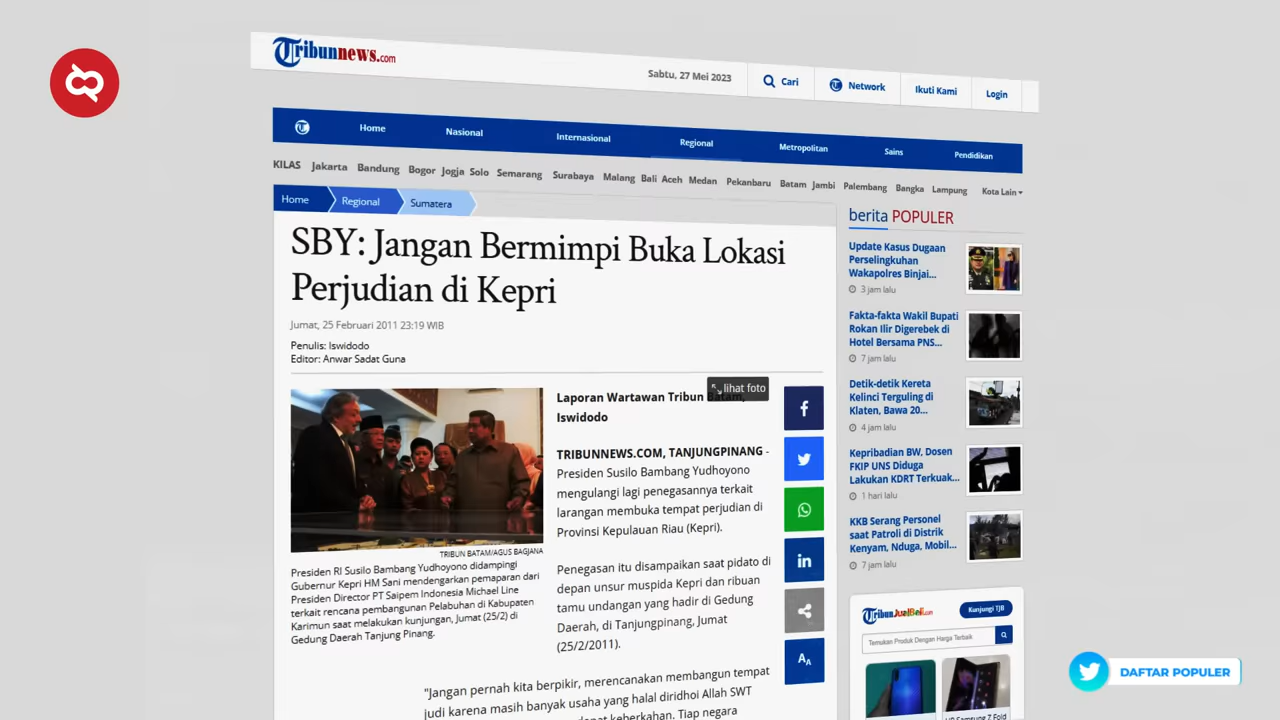 Tribunnews.com
Sabtu, 27 Mei 2023
Cari
Network
Ikuti Kami
Login
Home
Nasional
Internasional
Regional
Metropolitan
Sains
Pendidikan
KILAS Jakarta Bandung Bogor Jogja Solo Semarang Surabaya Malang Bali Aceh Medan Pekanbaru Batam Jambi Palembang Bangka Lampung Kota Lain
Home
Regional
Sumatera
SBY: Jangan Bermimpi Buka Lokasi
Perjudian di Kepri
Jumat, 25 Februari 2011 23:19 WIB
Penulis: Iswidodo
Editor: Anwar Sadat Guna
lihat foto
TRIBUN BATAM/AGUS BAGJANA
Presiden RI Susilo Bambang Yudhoyono didampingi
Gubernur Kepri HM Sani mendengarkan pemaparan dari
Presiden Director PT Saipem Indonesia Michael Line
terkait rencana pembangunan Pelabuhan di Kabupaten
Karimun saat melakukan kunjungan, Jumat (25/2) di
Gedung Daerah Tanjung Pinang.
Laporan Wartawan Tribun Batam,
Iswidodo
TRIBUNNEWS.COM, TANJUNGPINANG -
Presiden Susilo Bambang Yudhoyono
mengulangi lagi penegasannya terkait
larangan membuka tempat perjudian di
Provinsi Kepulauan Riau (Kepri).
Penegasan itu disampaikan saat pidato di
depan unsur muspida Kepri dan ribuan
tamu undangan yang hadir di Gedung
Daerah, di Tanjungpinang, Jumat
(25/2/2011).
"Jangan pernah kita berpikir, merencanakan membangun tempat
judi karena masih banyak usaha yang halal diridhoi Allah SWT
keberkahan. Tiap negara
berita POPULER
Update Kasus Dugaan
Perselingkuhan
Wakapolres Binjai...
3 jam lalu
Fakta-fakta Wakil Bupati
Rokan Ilir Digerebek di
Hotel Bersama PNS...
7 jam lalu
Detik-detik Kereta
Kelinci Terguling di
Klaten, Bawa 20...
4 jam lalu
Kepribadian BW, Dosen
FKIP UNS Diduga
Lakukan KDRT Terkuak...
1 hari lalu
KKB Serang Personel
saat Patroli di Distrik
Kenyam, Nduga, Mobil...
7 jam lalu
TribunJualBeli.com
Kunjungi TJB
Temukan Produk Dengan Harga Terbaik
Samsung Z Fold
DAFTAR POPULER